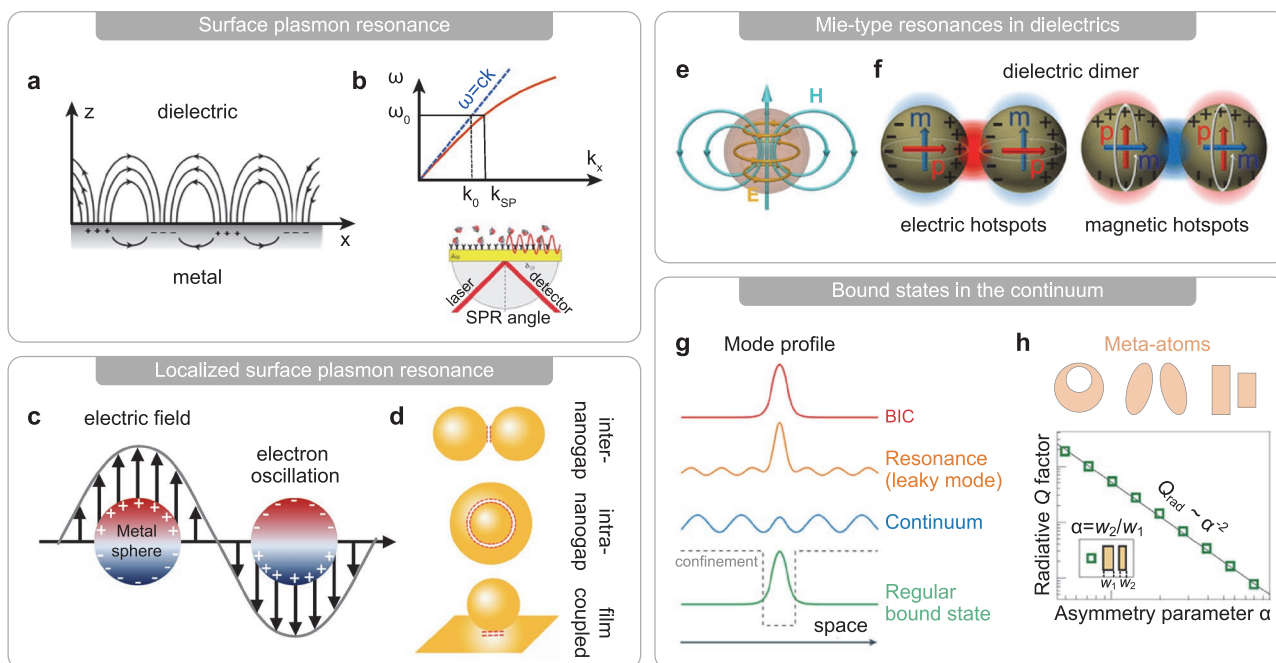 Surface plasmon resonance
a
z
dielectric
+ + +
- - -
+ + +
- - -
x
metal
b
ω
ω=ck
ω₀
kₓ
k₀
k_SP
Au
laser
detector
SPR angle
Localized surface plasmon resonance
c
electric field
electron
oscillation
Metal
sphere
d
inter-
nanogap
intra-
nanogap
film
coupled
Mie-type resonances in dielectrics
e
H
E
f
dielectric dimer
m
p
m
p
p
m
p
m
electric hotspots
magnetic hotspots
Bound states in the continuum
g
Mode profile
BIC
Resonance
(leaky mode)
Continuum
confinement
Regular
bound state
space
h
Meta-atoms
Radiative Q factor
Q_rad ~ α⁻²
α=w₂/w₁
w₁
w₂
Asymmetry parameter α